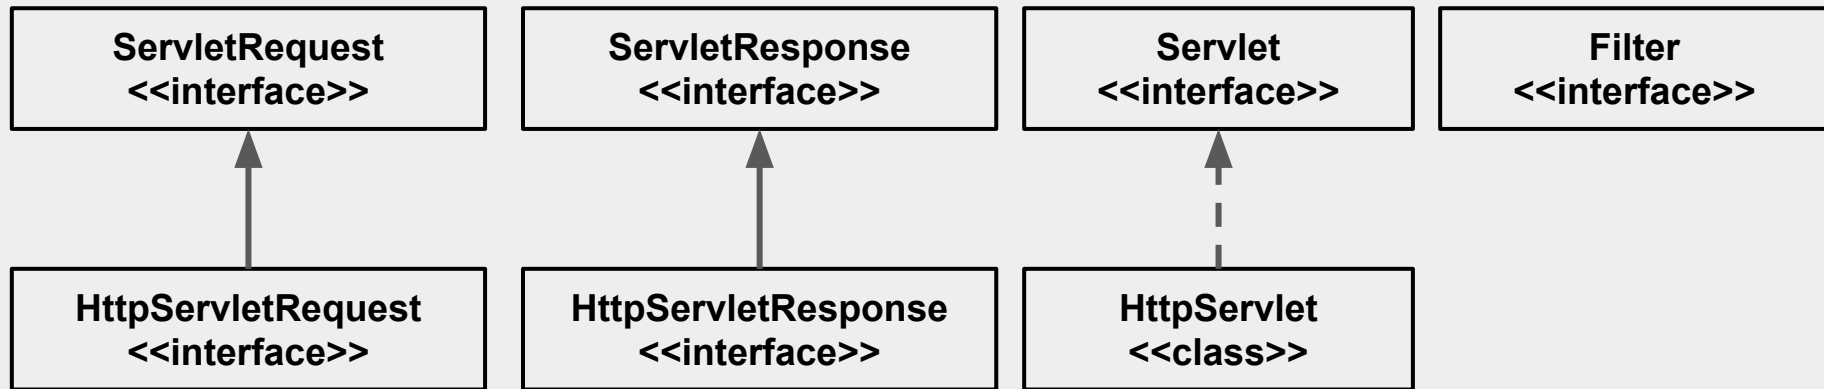 ServletRequest
<<interface>>
ServletResponse
<<interface>>
Servlet
<<interface>>
Filter
<<interface>>
HttpServletRequest
<<interface>>
HttpServletResponse
<<interface>>
HttpServlet
<<class>>